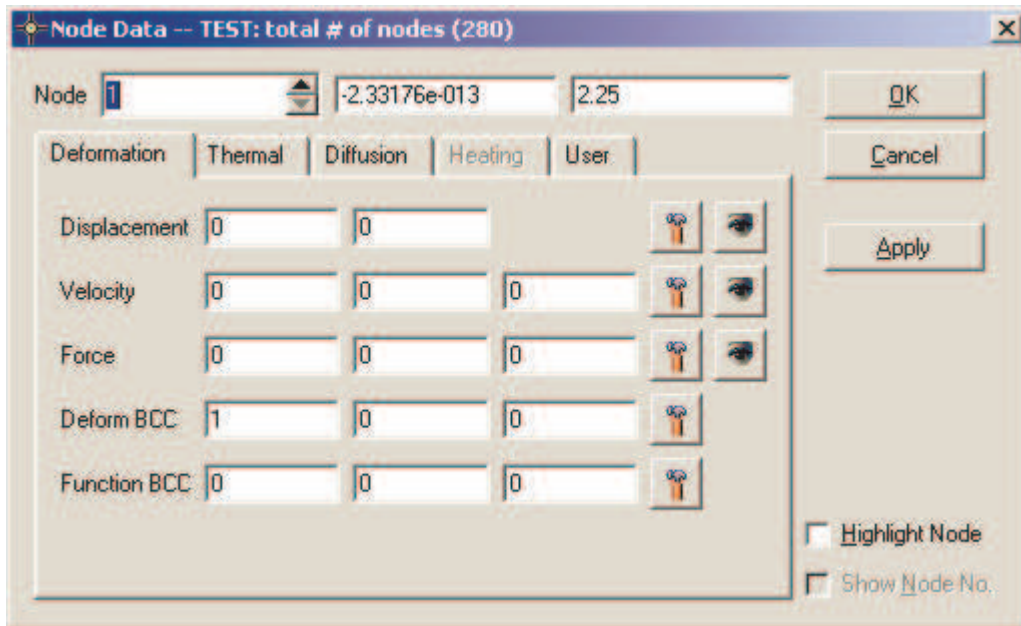 Node Data -- TEST: total # of nodes (280)
Node 1 -2.33176e-013 2.25 OK
Deformation Thermal Diffusion Heating User Cancel
Displacement 0 0
Apply
Velocity 0 0 0
Force 0 0 0
Deform BCC 1 0 0
Function BCC 0 0 0
Highlight Node
Show Node No.